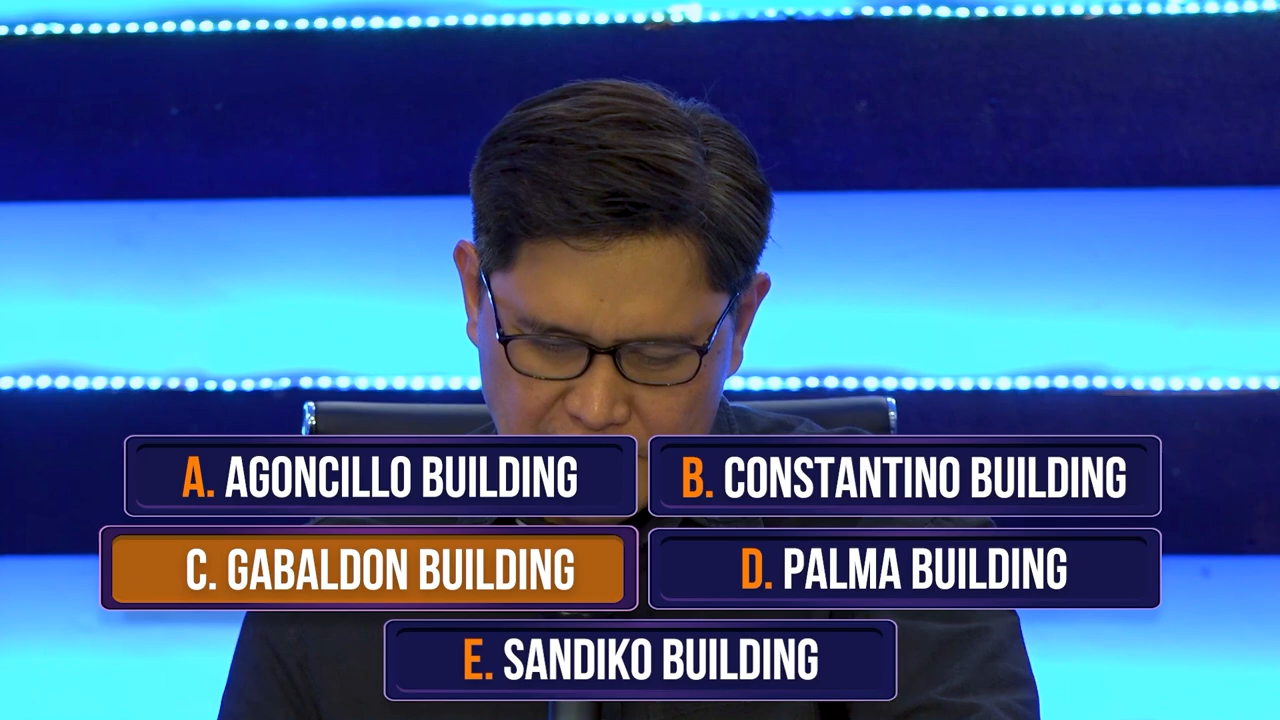 A. AGONCILLO BUILDING
B. CONSTANTINO BUILDING
C. GABALDON BUILDING
D. PALMA BUILDING
E. SANDIKO BUILDING